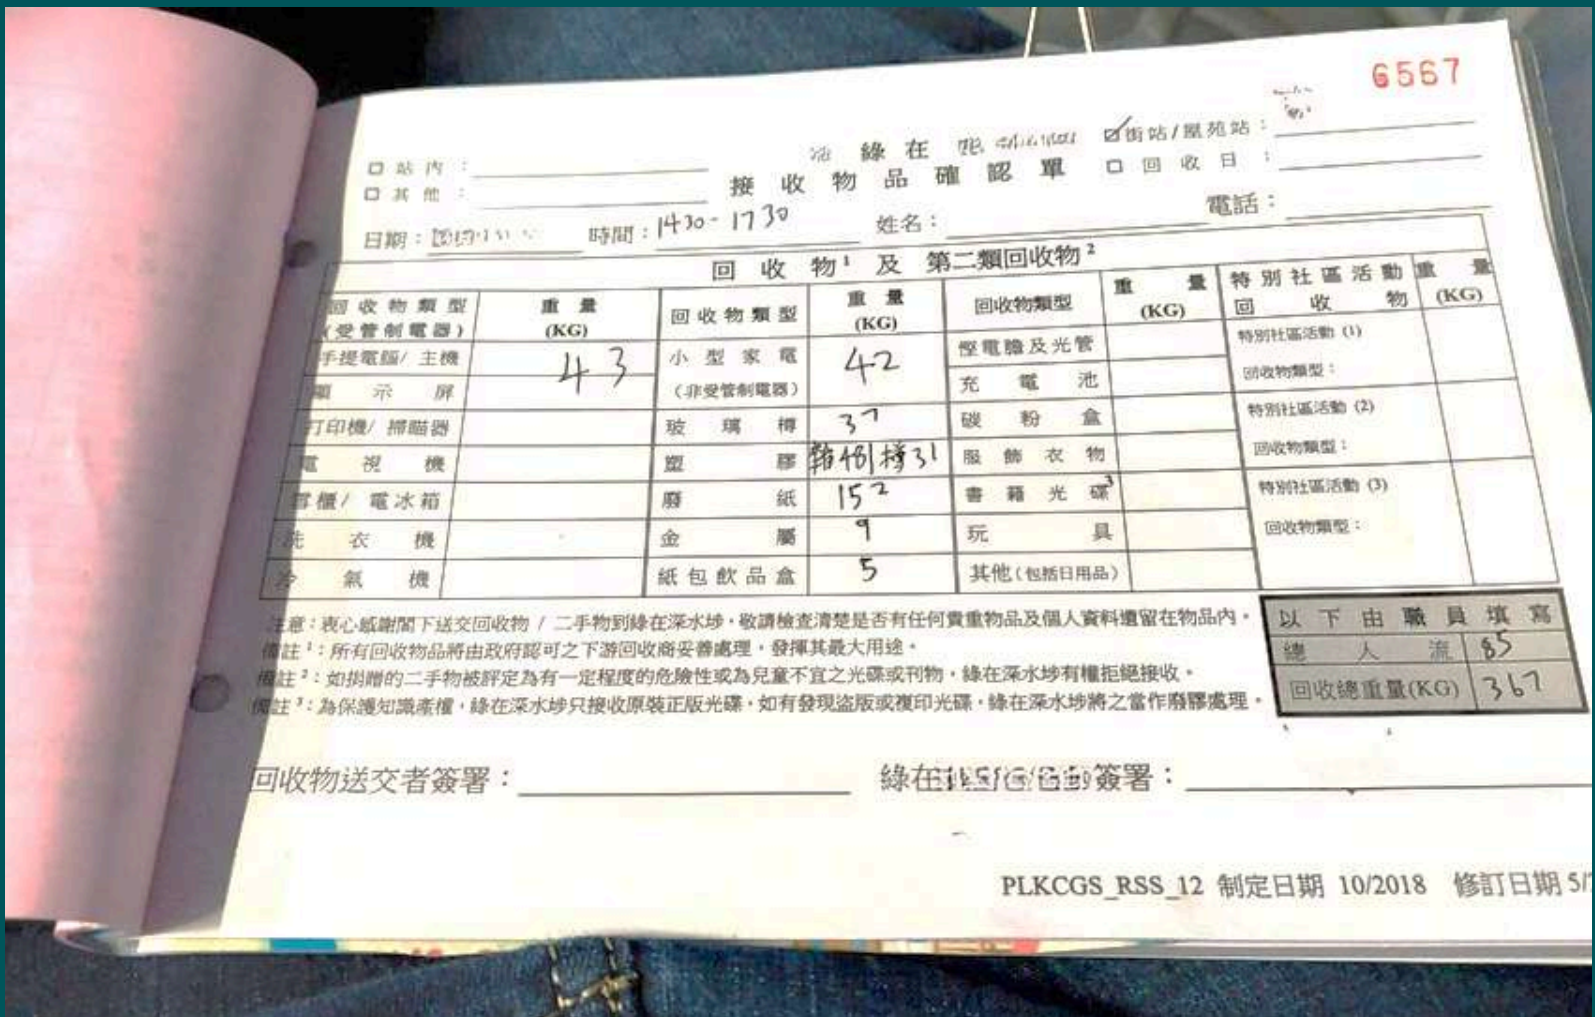 6567
綠 在 ☑街站/屋苑站：
□ 站 內 ： 接 收 物 品 確 認 單 □ 回 收 日 ：
□ 其 他 ：
日期： 時間：1430-1730 姓名： 電話：
回 收 物¹ 及 第二類回收物²
回收物類型 (受管制電器) 重量 (KG) 回收物類型 重量 (KG) 回收物類型 重量 (KG) 特別社區活動回收物 重量 (KG)
手提電腦/ 主機 43 小型家電 (非受管制電器) 42 慳電膽及光管 特別社區活動 (1)
顯示屏 充電池 回收物類型：
打印機/ 掃瞄器 玻璃樽 37 碳粉盒 特別社區活動 (2)
電視機 塑膠 48 31 服飾衣物 回收物類型：
雪櫃/ 電冰箱 廢紙 152 書籍光碟³ 特別社區活動 (3)
洗衣機 金屬 9 玩具 回收物類型：
冷氣機 紙包飲品盒 5 其他(包括日用品)
注意：衷心感謝閣下送交回收物 / 二手物到綠在深水埗，敬請檢查清楚是否有任何貴重物品及個人資料遺留在物品內。
備註¹：所有回收物品將由政府認可之下游回收商妥善處理，發揮其最大用途。
備註²：如捐贈的二手物被評定為有一定程度的危險性或為兒童不宜之光碟或刊物，綠在深水埗有權拒絕接收。
備註³：為保護知識產權，綠在深水埗只接收原裝正版光碟，如有發現盜版或複印光碟，綠在深水埗將之當作廢膠處理。
以下由職員填寫
總人流 85
回收總重量(KG) 367
回收物送交者簽署： 綠在 簽署：
PLKCGS_RSS_12 制定日期 10/2018 修訂日期 5/